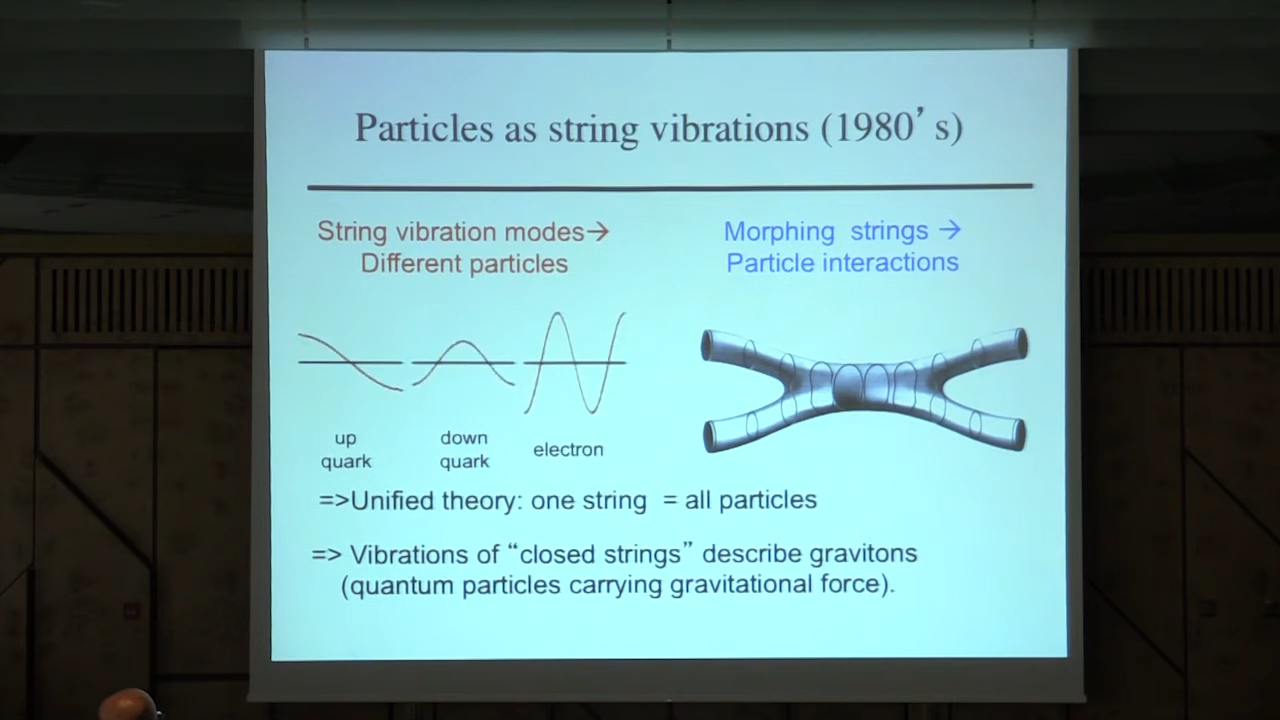 Particles as string vibrations (1980’s)
String vibration modes→
Different particles
Morphing strings →
Particle interactions
up
quark
down
quark
electron
=>Unified theory: one string = all particles
=> Vibrations of “closed strings” describe gravitons
(quantum particles carrying gravitational force).